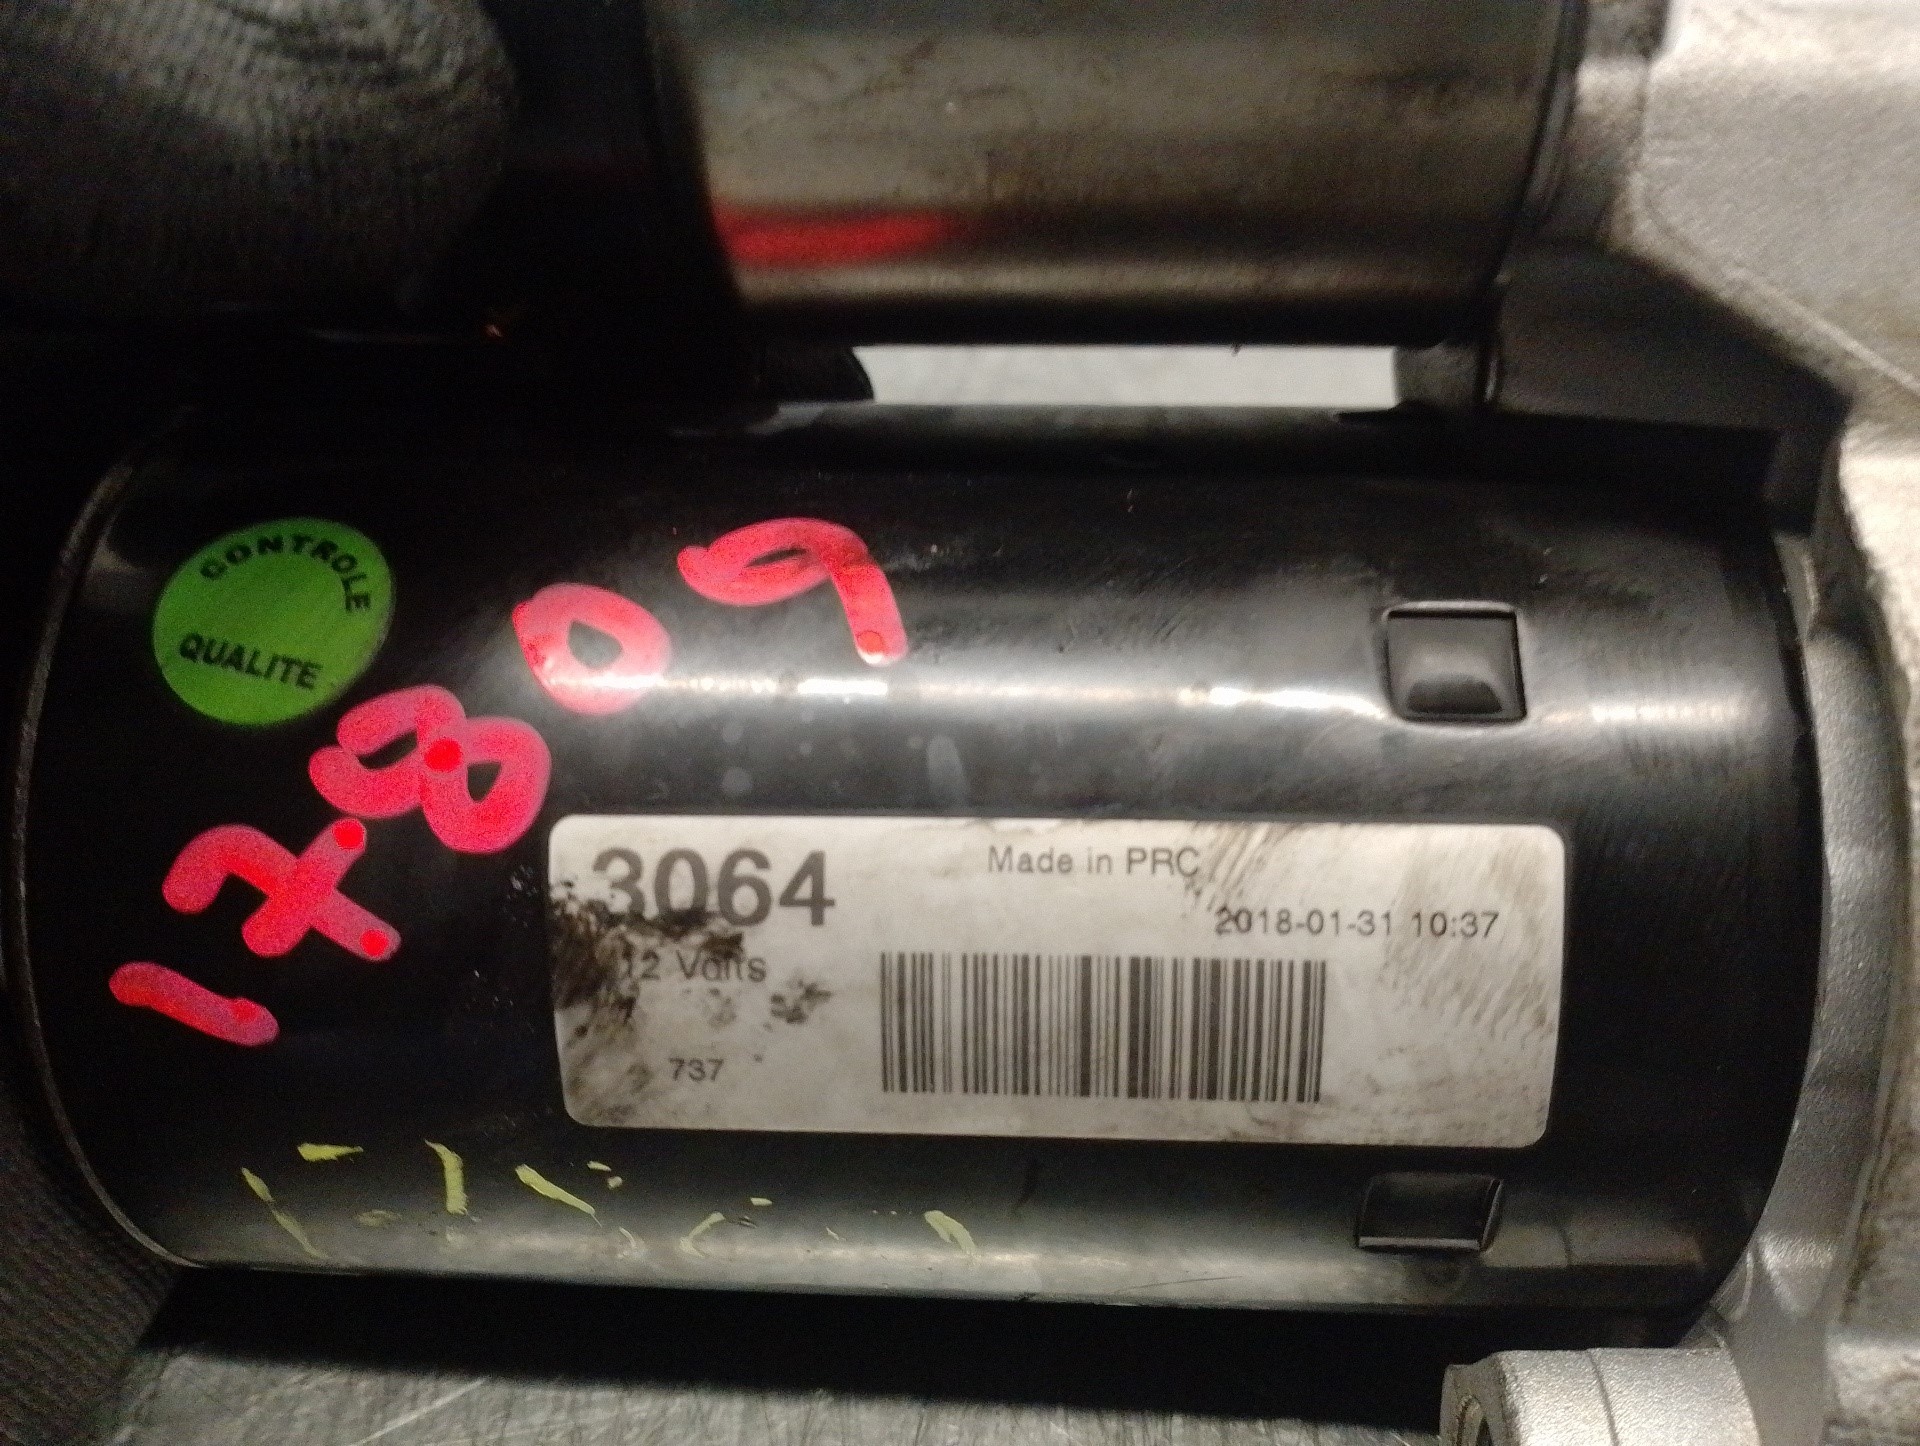 CONTROLE
QUALITE
17809
3064
Made in PRC
2018-01-31 10:37
12 Volts
737